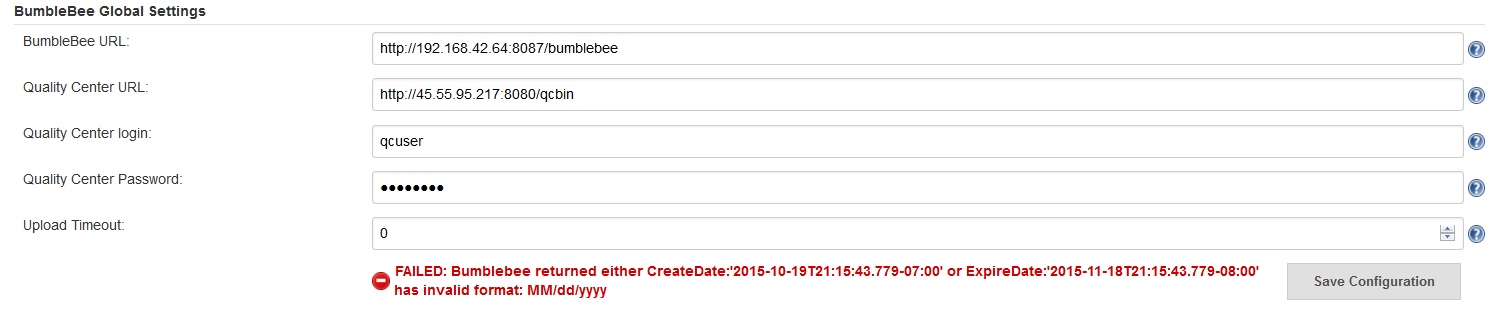 BumbleBee Global Settings
BumbleBee URL:
http://192.168.42.64:8087/bumblebee
Quality Center URL:
http://45.55.95.217:8080/qcbin
Quality Center login:
qcuser
Quality Center Password:
●●●●●●●●
Upload Timeout:
0
FAILED: Bumblebee returned either CreateDate:'2015-10-19T21:15:43.779-07:00' or ExpireDate:'2015-11-18T21:15:43.779-08:00'
has invalid format: MM/dd/yyyy
Save Configuration